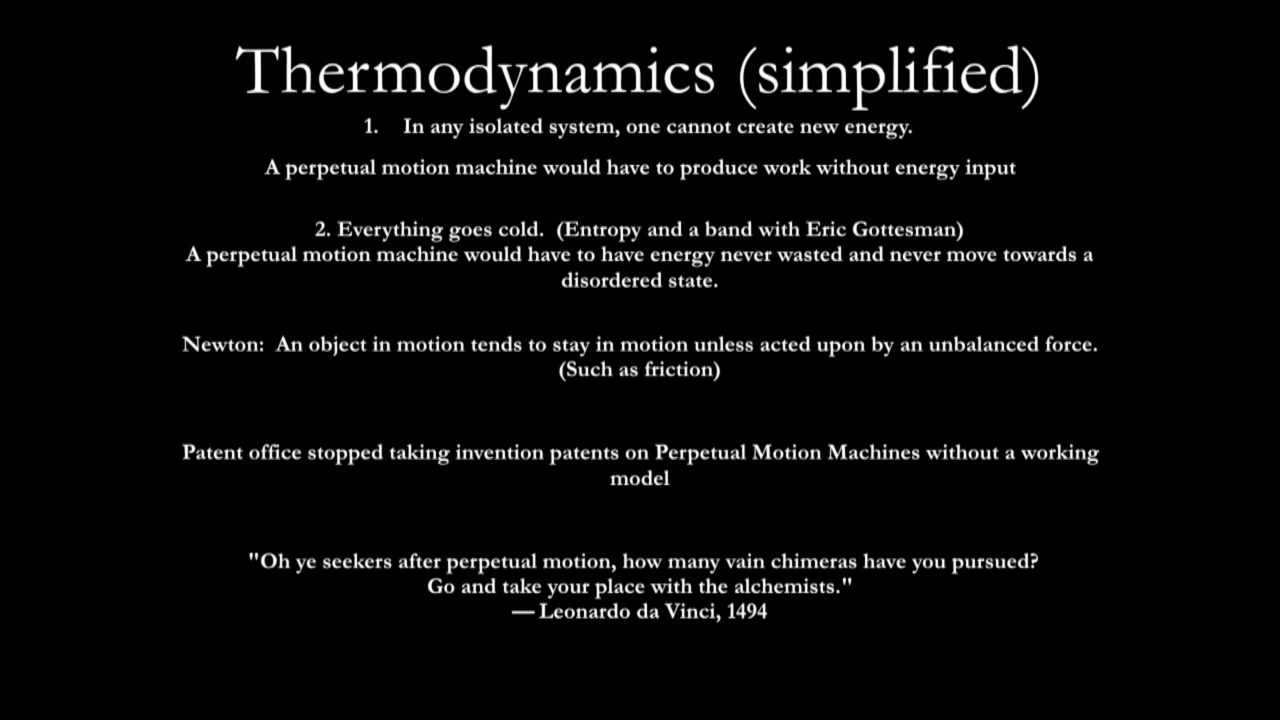 Thermodynamics (simplified)
1. In any isolated system, one cannot create new energy.
A perpetual motion machine would have to produce work without energy input
2. Everything goes cold. (Entropy and a band with Eric Gottesman)
A perpetual motion machine would have to have energy never wasted and never move towards a
disordered state.
Newton: An object in motion tends to stay in motion unless acted upon by an unbalanced force.
(Such as friction)
Patent office stopped taking invention patents on Perpetual Motion Machines without a working
model
"Oh ye seekers after perpetual motion, how many vain chimeras have you pursued?
Go and take your place with the alchemists."
— Leonardo da Vinci, 1494